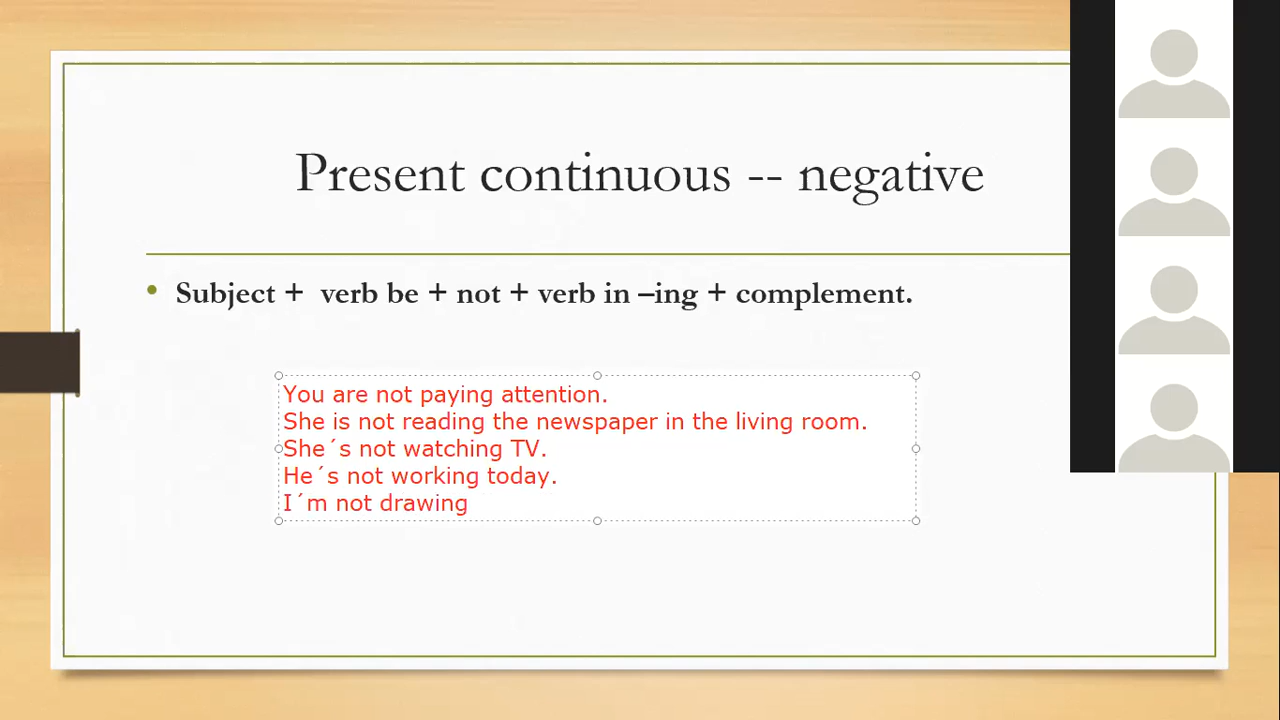 Present continuous -- negative
• Subject +  verb be + not + verb in –ing + complement.
You are not paying attention.
She is not reading the newspaper in the living room.
She´s not watching TV.
He´s not working today.
I´m not drawing